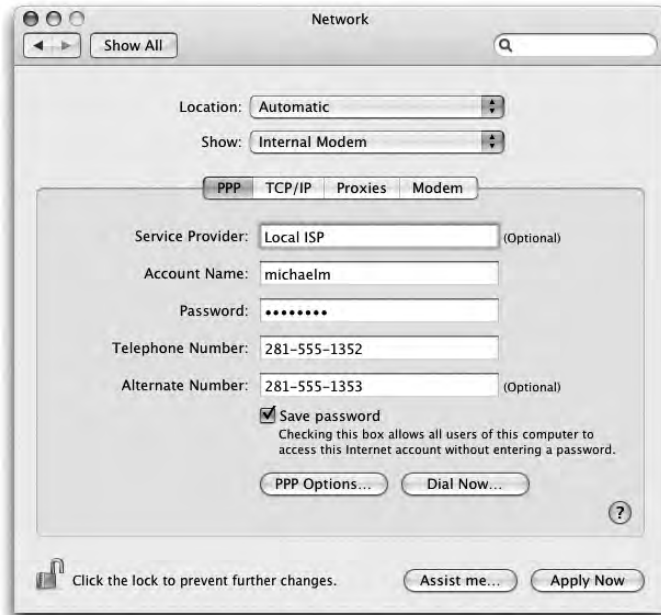 Network
Show All
Location: Automatic
Show: Internal Modem
PPP TCP/IP Proxies Modem
Service Provider: Local ISP (Optional)
Account Name: michaelm
Password: ••••••••
Telephone Number: 281-555-1352
Alternate Number: 281-555-1353 (Optional)
Save password
Checking this box allows all users of this computer to
access this Internet account without entering a password.
PPP Options... Dial Now...
?
Click the lock to prevent further changes. Assist me... Apply Now